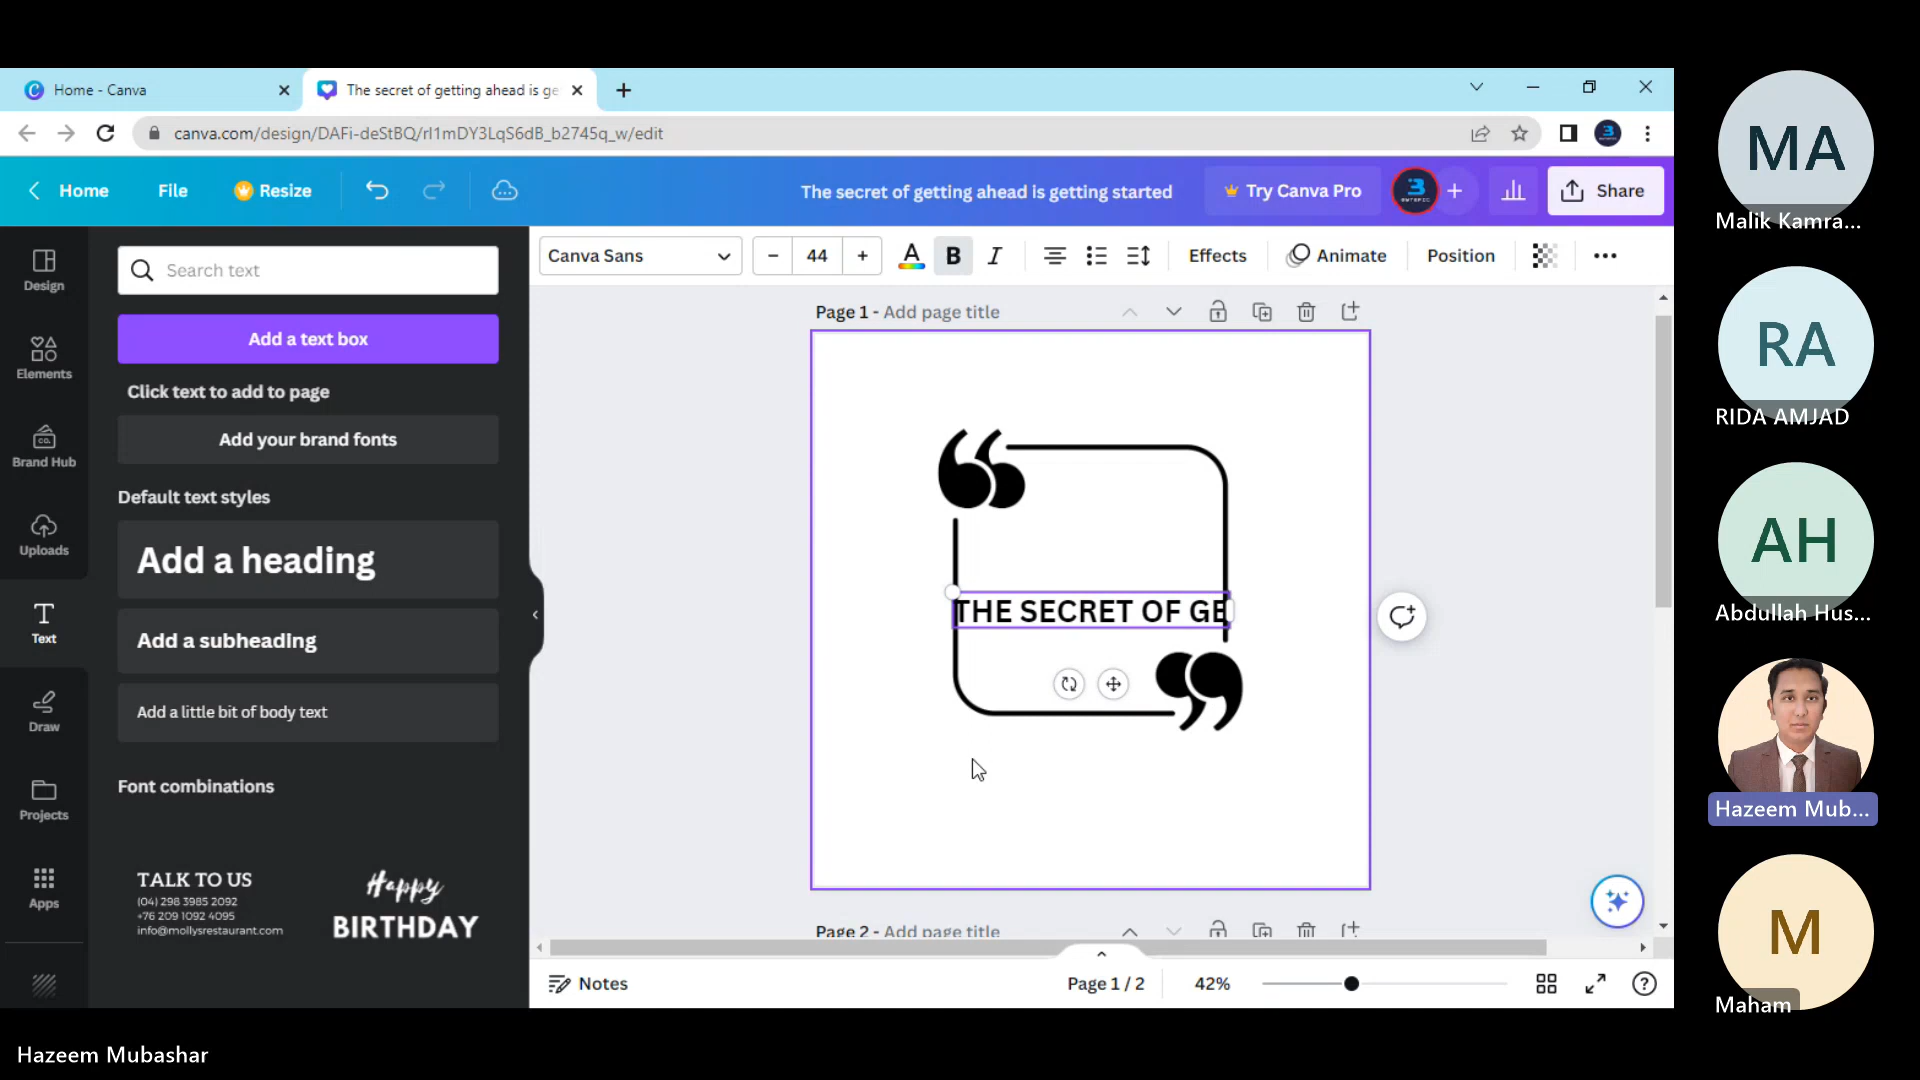 Home - Canva
The secret of getting ahead is ge
canva.com/design/DAFi-deStBQ/rl1mDY3LqS6dB_b2745q_w/edit
Home
File
Resize
The secret of getting ahead is getting started
Try Canva Pro
Share
Design
Elements
Brand Hub
Uploads
Text
Draw
Projects
Apps
Search text
Add a text box
Click text to add to page
Add your brand fonts
Default text styles
Add a heading
Add a subheading
Add a little bit of body text
Font combinations
TALK TO US
(04) 298 3985 2092
+76 209 1092 4095
info@mollysrestaurant.com
Happy
BIRTHDAY
Canva Sans
44
A
B
I
Effects
Animate
Position
Page 1 - Add page title
“
THE SECRET OF GE
”
Page 2 - Add page title
Notes
Page 1 / 2
42%
MA
Malik Kamra...
RA
RIDA AMJAD
AH
Abdullah Hus...
Hazeem Mub...
M
Maham
Hazeem Mubashar